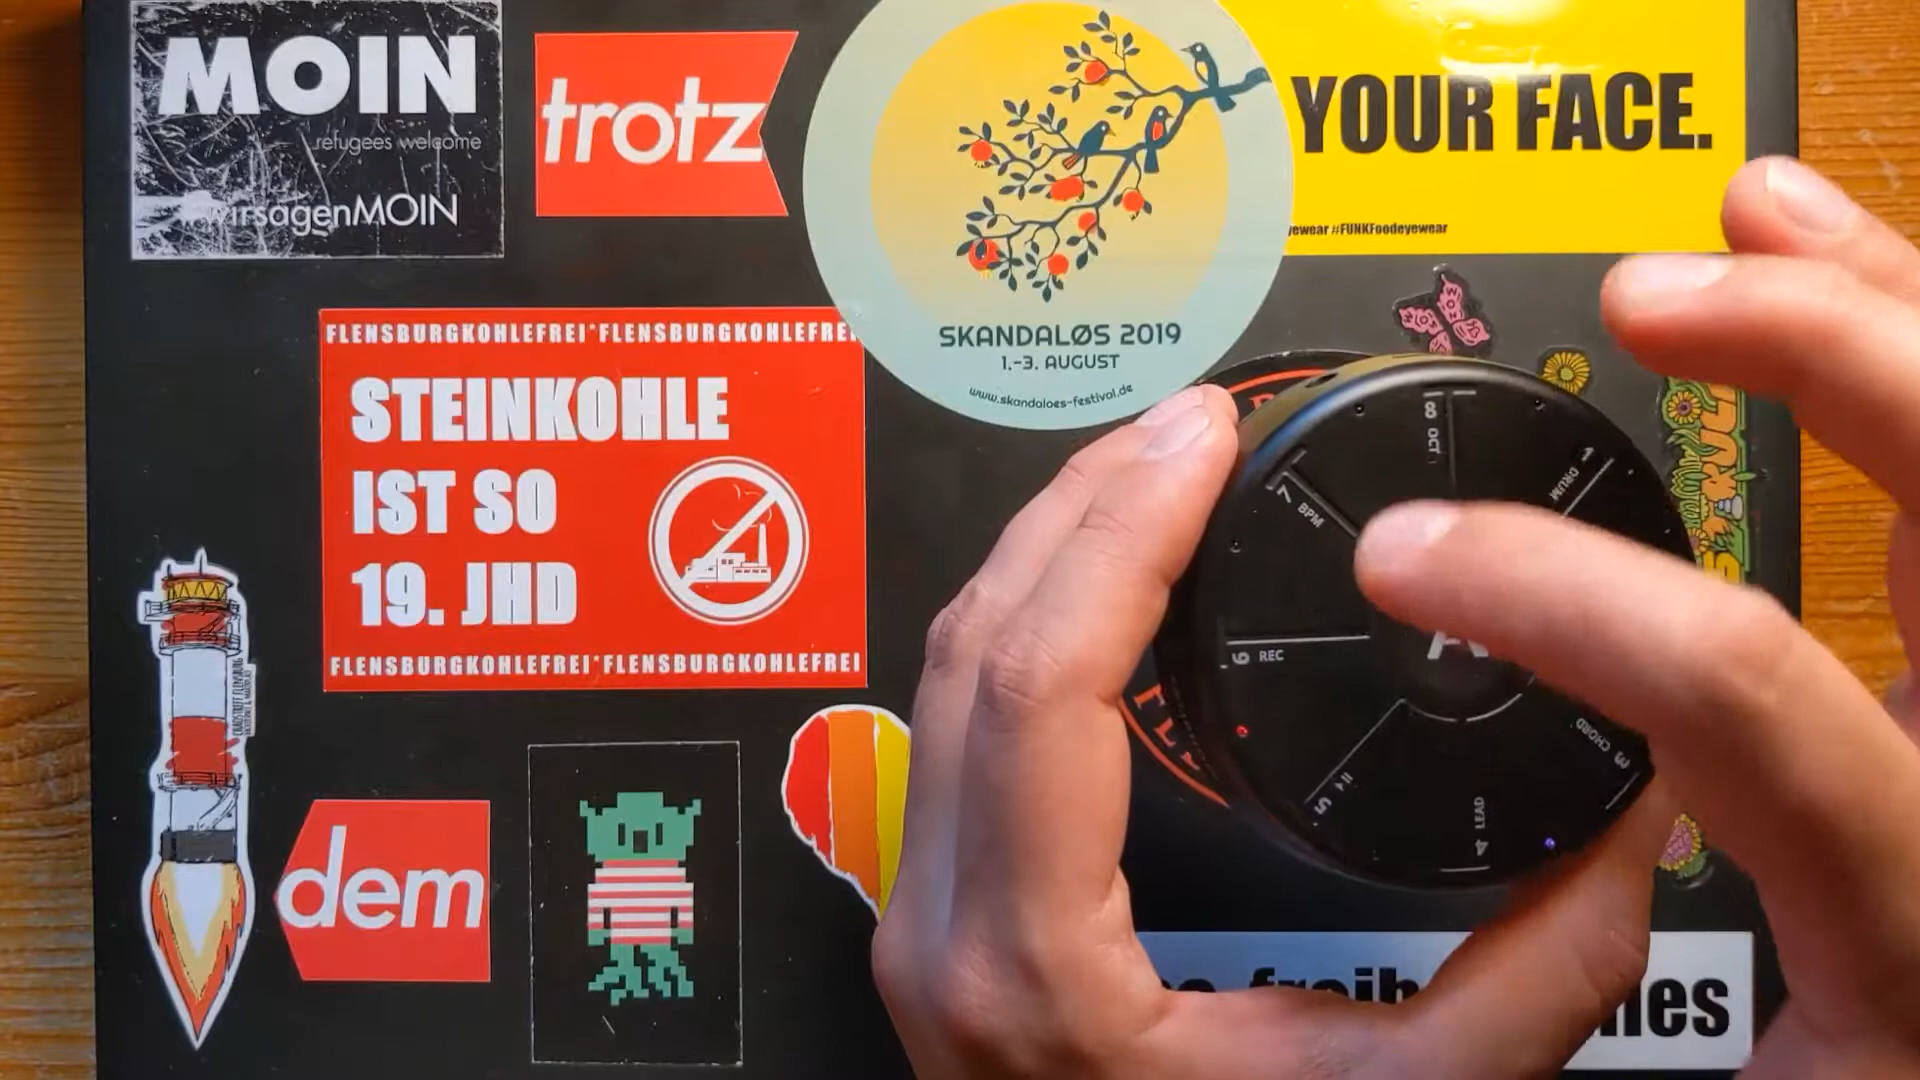 MOIN
refugees welcome
#wirsagenMOIN
trotz
SKANDALØS 2019
1.-3. AUGUST
www.skandaloes-festival.de
YOUR FACE.
#FUNKFoodeyewear
FLENSBURGKOHLEFREI*FLENSBURGKOHLEFREI
STEINKOHLE
IST SO
19. JHD
FLENSBURGKOHLEFREI*FLENSBURGKOHLEFREI
CHAOSTREFF FLENSBURG
dem
8 OCT
1 DRUM
7 BPM
6 REC
3 CHORD
5
4 LEAD